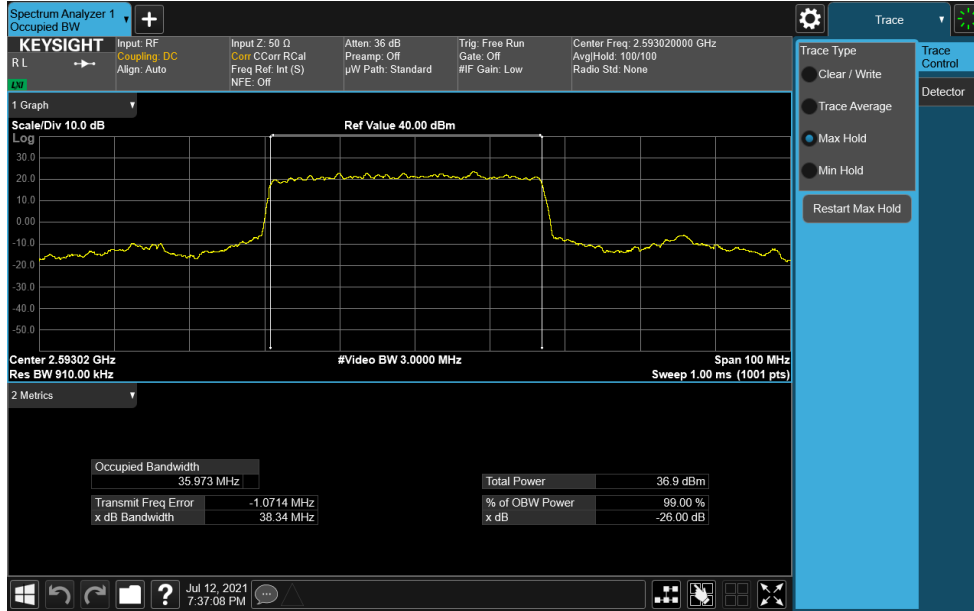 Spectrum Analyzer 1
Occupied BW
+
Trace
KEYSIGHT
R L
LXI
Input: RF
Coupling: DC
Align: Auto
Input Z: 50 Ω
Corr CCorr RCal
Freq Ref: Int (S)
NFE: Off
Atten: 36 dB
Preamp: Off
µW Path: Standard
Trig: Free Run
Gate: Off
#IF Gain: Low
Center Freq: 2.593020000 GHz
Avg|Hold: 100/100
Radio Std: None
Trace Type
Clear / Write
Trace Average
Max Hold
Min Hold
Restart Max Hold
Trace
Control
Detector
1 Graph
Scale/Div 10.0 dB
Ref Value 40.00 dBm
Log
30.0
20.0
10.0
0.00
-10.0
-20.0
-30.0
-40.0
-50.0
Center 2.59302 GHz
#Video BW 3.0000 MHz
Span 100 MHz
Res BW 910.00 kHz
Sweep 1.00 ms (1001 pts)
2 Metrics
Occupied Bandwidth
35.973 MHz
Transmit Freq Error -1.0714 MHz
x dB Bandwidth 38.34 MHz
Total Power 36.9 dBm
% of OBW Power 99.00 %
x dB -26.00 dB
?
Jul 12, 2021
7:37:08 PM